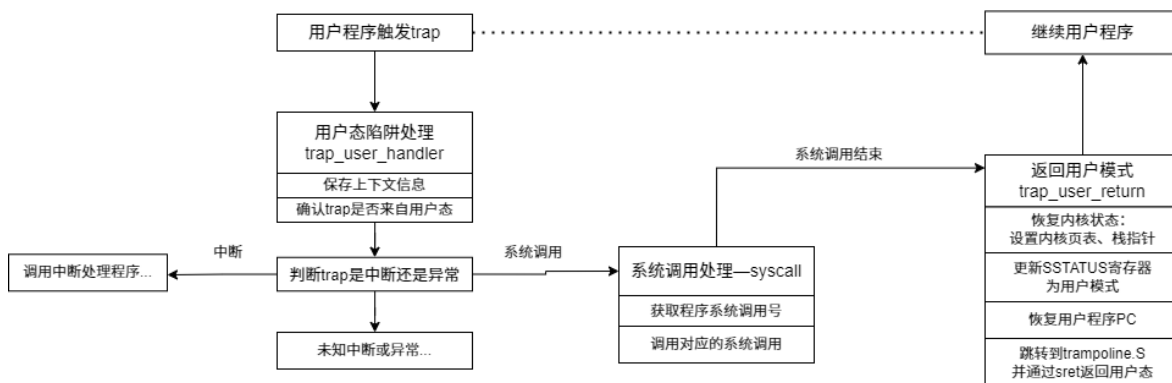 用户程序触发trap
继续用户程序
用户态陷阱处理
trap_user_handler
保存上下文信息
确认trap是否来自用户态
系统调用结束
返回用户模式
trap_user_return
恢复内核状态：
设置内核页表、栈指针
更新SSTATUS寄存器
为用户模式
恢复用户程序PC
跳转到trampoline.S
并通过sret返回用户态
中断
系统调用
调用中断处理程序...
判断trap是中断还是异常
系统调用处理—syscall
获取程序系统调用号
调用对应的系统调用
未知中断或异常...